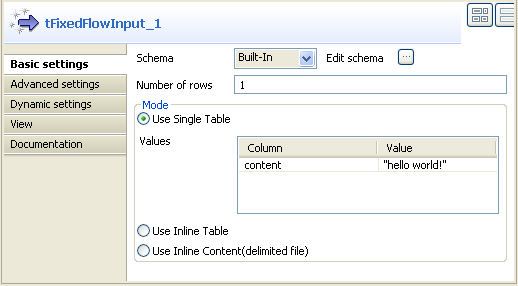 tFixedFlowInput_1
Basic settings
Advanced settings
Dynamic settings
View
Documentation
Schema Built-In Edit schema ...
Number of rows 1
Mode
Use Single Table
Values
Column Value
content "hello world!"
Use Inline Table
Use Inline Content(delimited file)